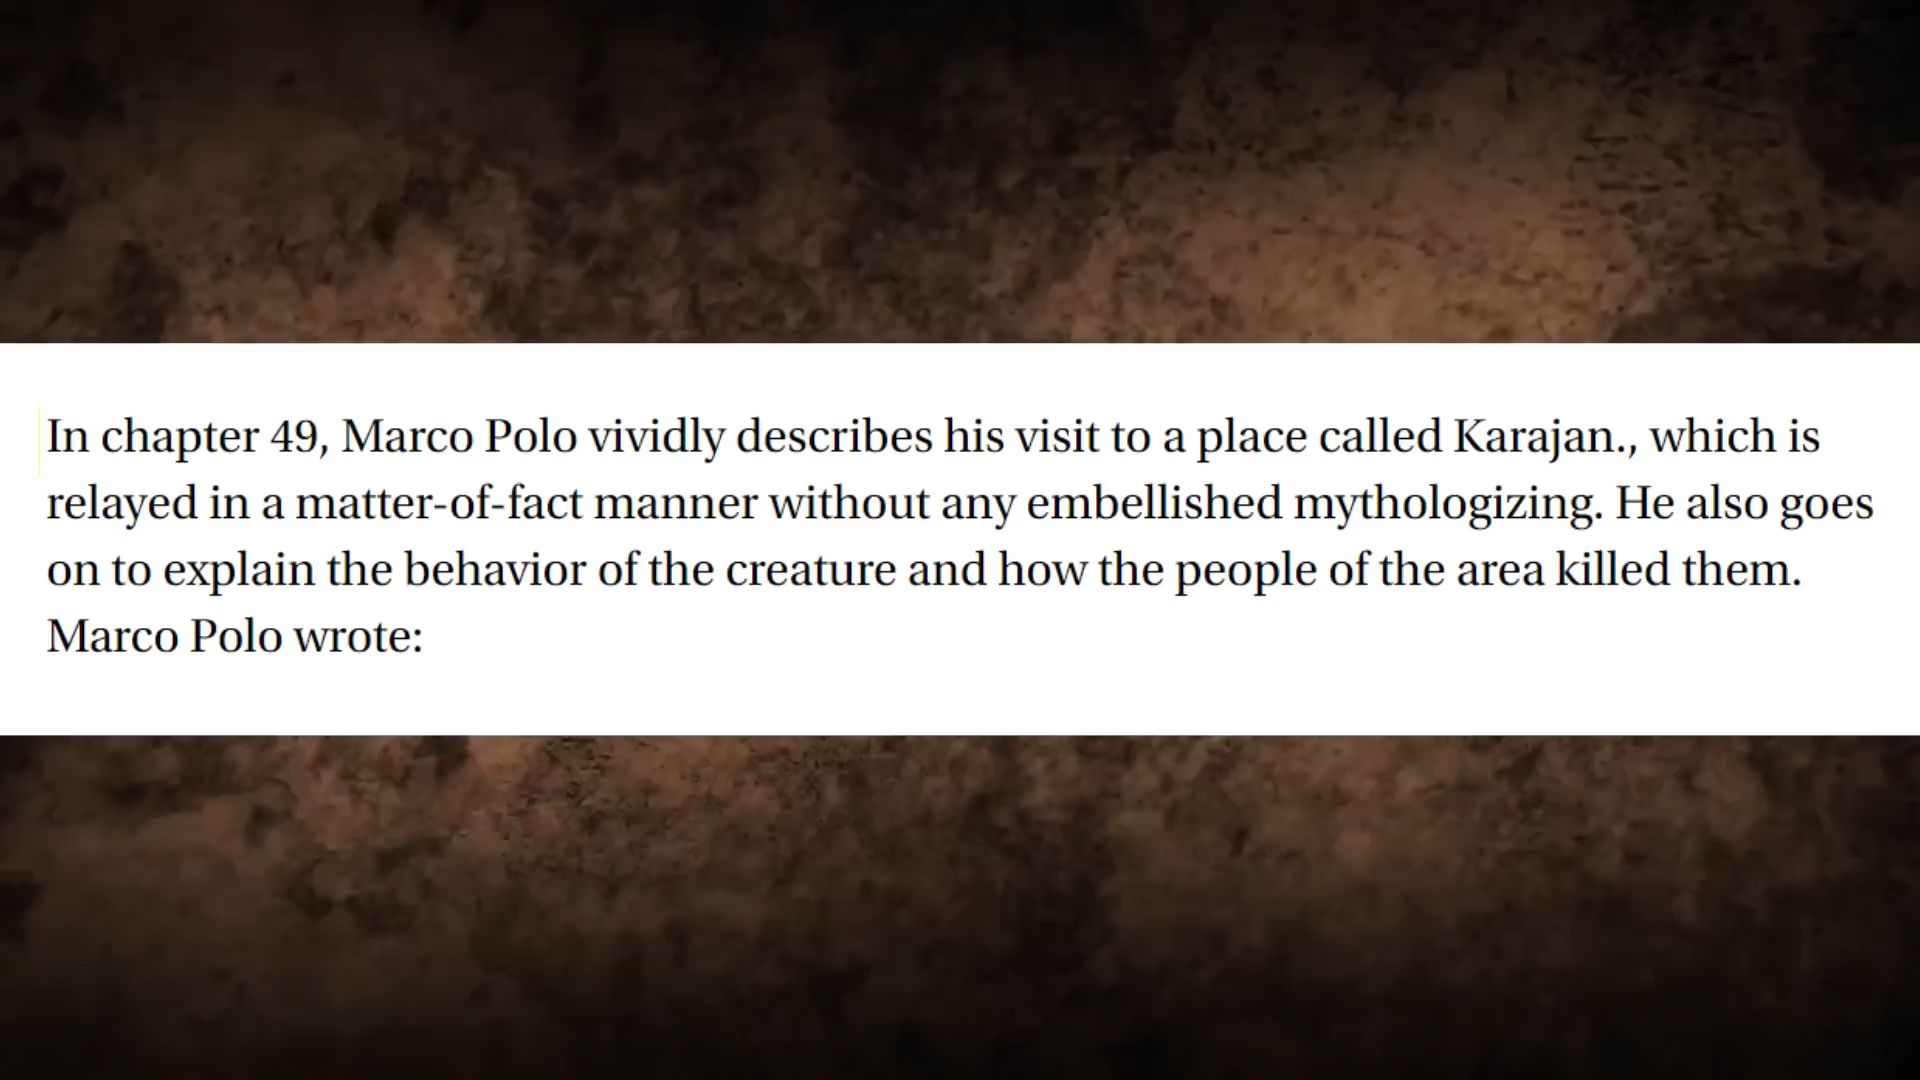 In chapter 49, Marco Polo vividly describes his visit to a place called Karajan., which is
relayed in a matter-of-fact manner without any embellished mythologizing. He also goes
on to explain the behavior of the creature and how the people of the area killed them.
Marco Polo wrote: